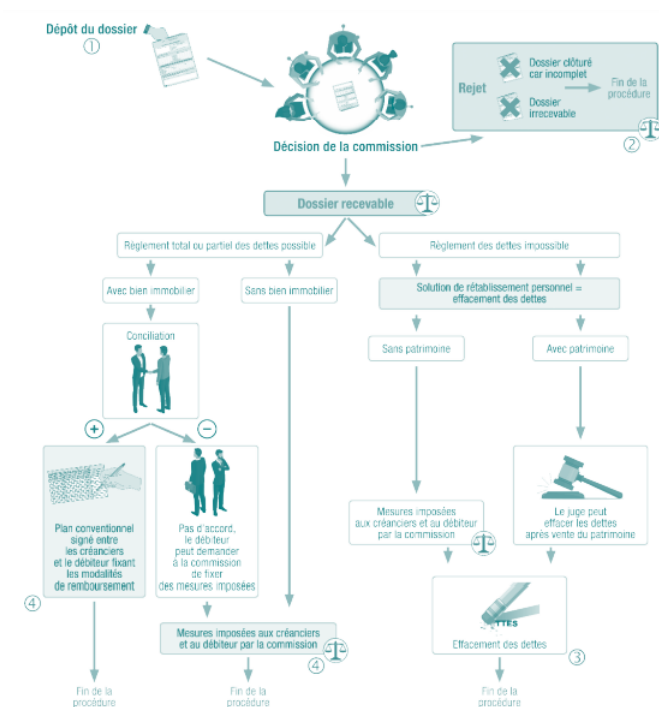 Dépôt du dossier
①
Décision de la commission
Rejet
Dossier clôturé
car incomplet
Dossier
irrecevable
Fin de la
procédure
②
Dossier recevable
Règlement total ou partiel des dettes possible
Règlement des dettes impossible
Avec bien immobilier
Sans bien immobilier
Solution de rétablissement personnel =
effacement des dettes
Conciliation
Sans patrimoine
Avec patrimoine
+
−
Plan conventionnel
signé entre
les créanciers
et le débiteur fixant
les modalités
de remboursement
④
Pas d'accord,
le débiteur
peut demander
à la commission
de fixer
des mesures imposées
Mesures imposées
aux créanciers et au débiteur
par la commission
Le juge peut
effacer les dettes
après vente du patrimoine
Mesures imposées aux créanciers
et au débiteur par la commission
④
TTES
Effacement des dettes
③
Fin de la
procédure
Fin de la
procédure
Fin de la
procédure